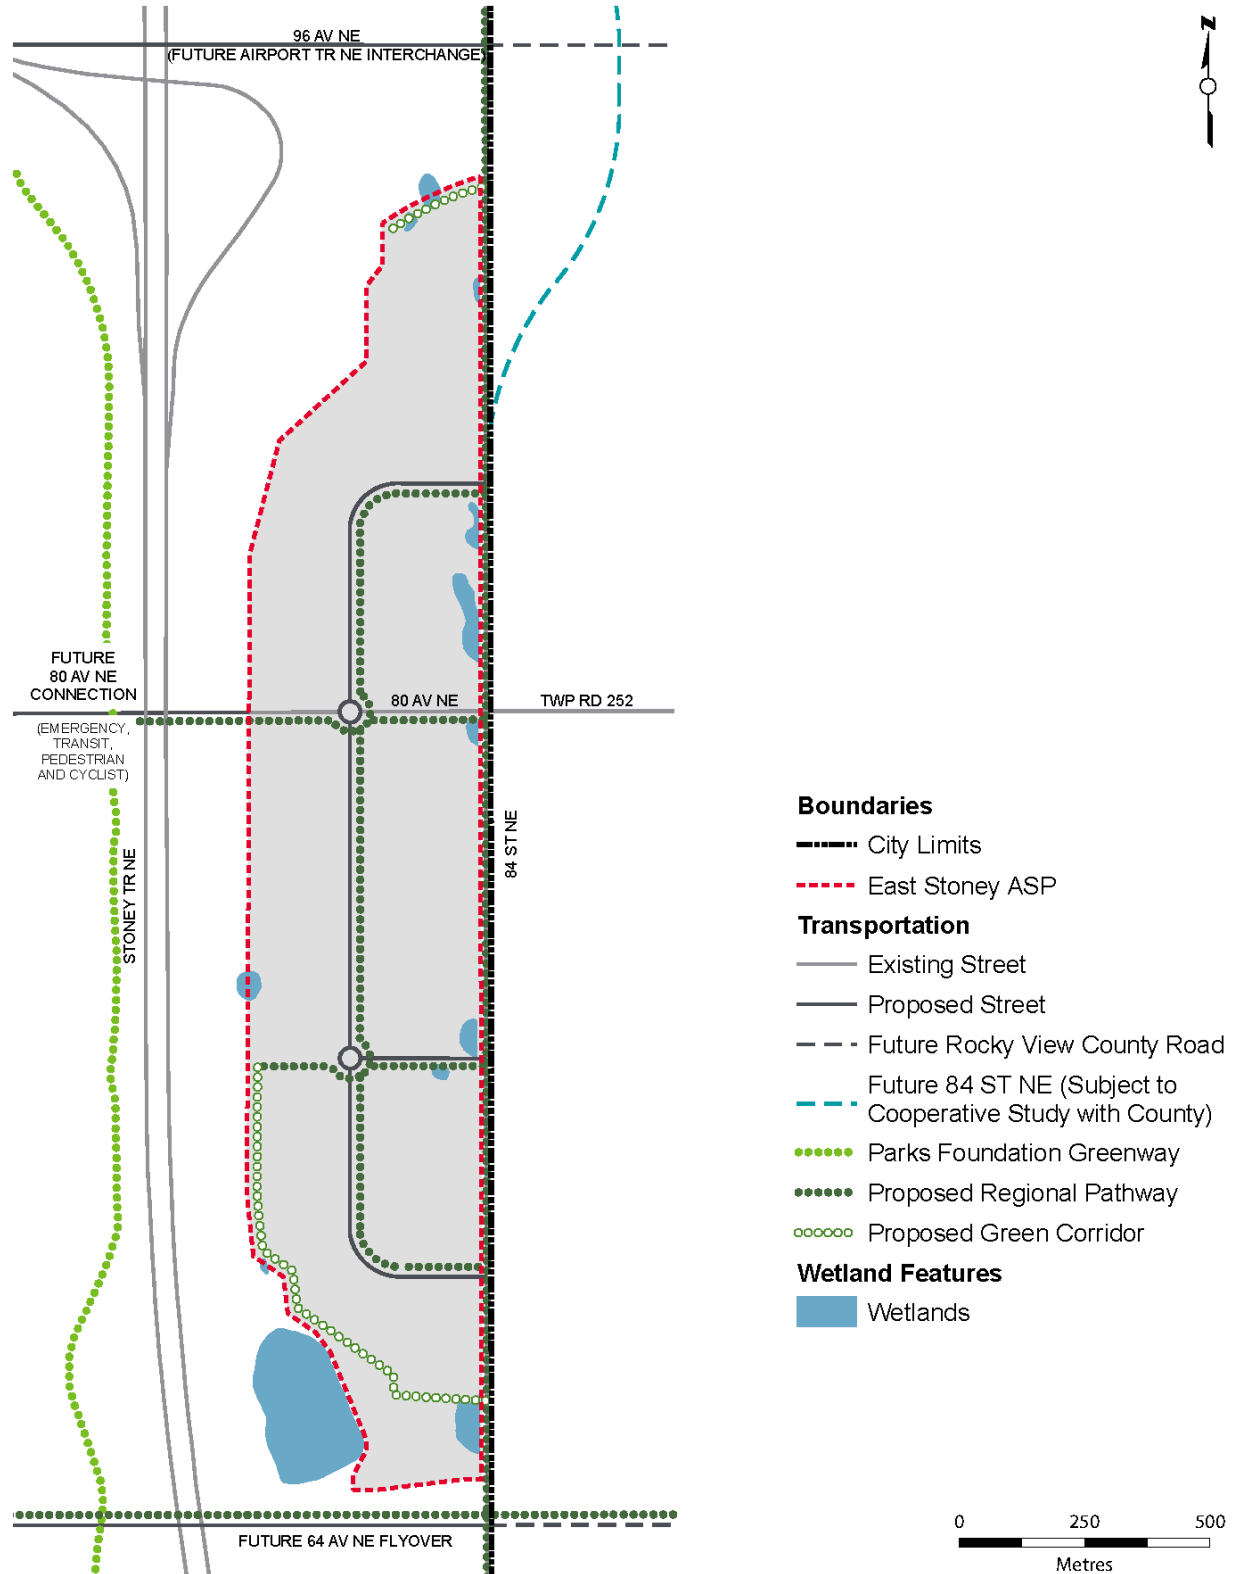 96 AV NE
(FUTURE AIRPORT TR NE INTERCHANGE)
N
FUTURE
80 AV NE
CONNECTION
(EMERGENCY,
TRANSIT,
PEDESTRIAN
AND CYCLIST)
80 AV NE
TWP RD 252
STONEY TR NE
84 ST NE
FUTURE 64 AV NE FLYOVER
Boundaries
City Limits
East Stoney ASP
Transportation
Existing Street
Proposed Street
Future Rocky View County Road
Future 84 ST NE (Subject to
Cooperative Study with County)
Parks Foundation Greenway
Proposed Regional Pathway
Proposed Green Corridor
Wetland Features
Wetlands
0 250 500
Metres